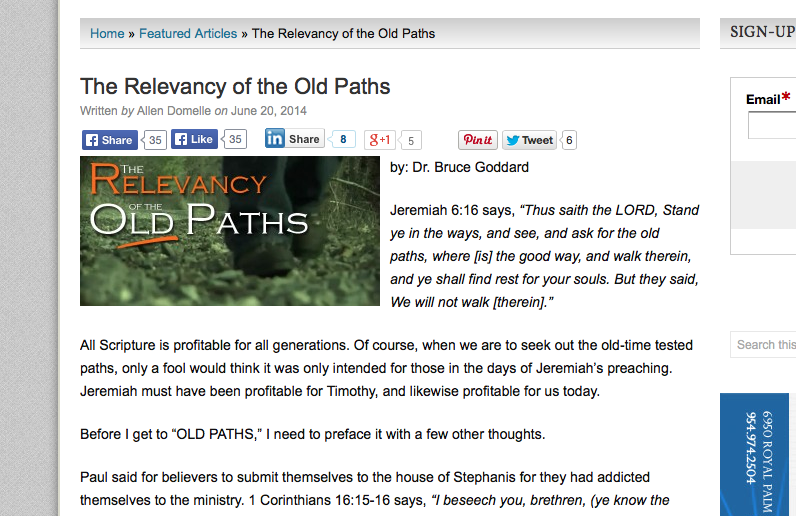 Home » Featured Articles » The Relevancy of the Old Paths
SIGN-UP
The Relevancy of the Old Paths
Written by Allen Domelle on June 20, 2014
Email*
Share 35 Like 35 in Share 8 g+1 5 Pin it Tweet 6
THE
RELEVANCY
OF THE
OLD PATHS
by: Dr. Bruce Goddard
Jeremiah 6:16 says, “Thus saith the LORD, Stand
ye in the ways, and see, and ask for the old
paths, where [is] the good way, and walk therein,
and ye shall find rest for your souls. But they said,
We will not walk [therein].”
Search this
All Scripture is profitable for all generations. Of course, when we are to seek out the old-time tested
paths, only a fool would think it was only intended for those in the days of Jeremiah’s preaching.
Jeremiah must have been profitable for Timothy, and likewise profitable for us today.
Before I get to “OLD PATHS,” I need to preface it with a few other thoughts.
Paul said for believers to submit themselves to the house of Stephanis for they had addicted
themselves to the ministry. 1 Corinthians 16:15-16 says, “I beseech you, brethren, (ye know the
6950 ROYAL PALM
954.974.2504